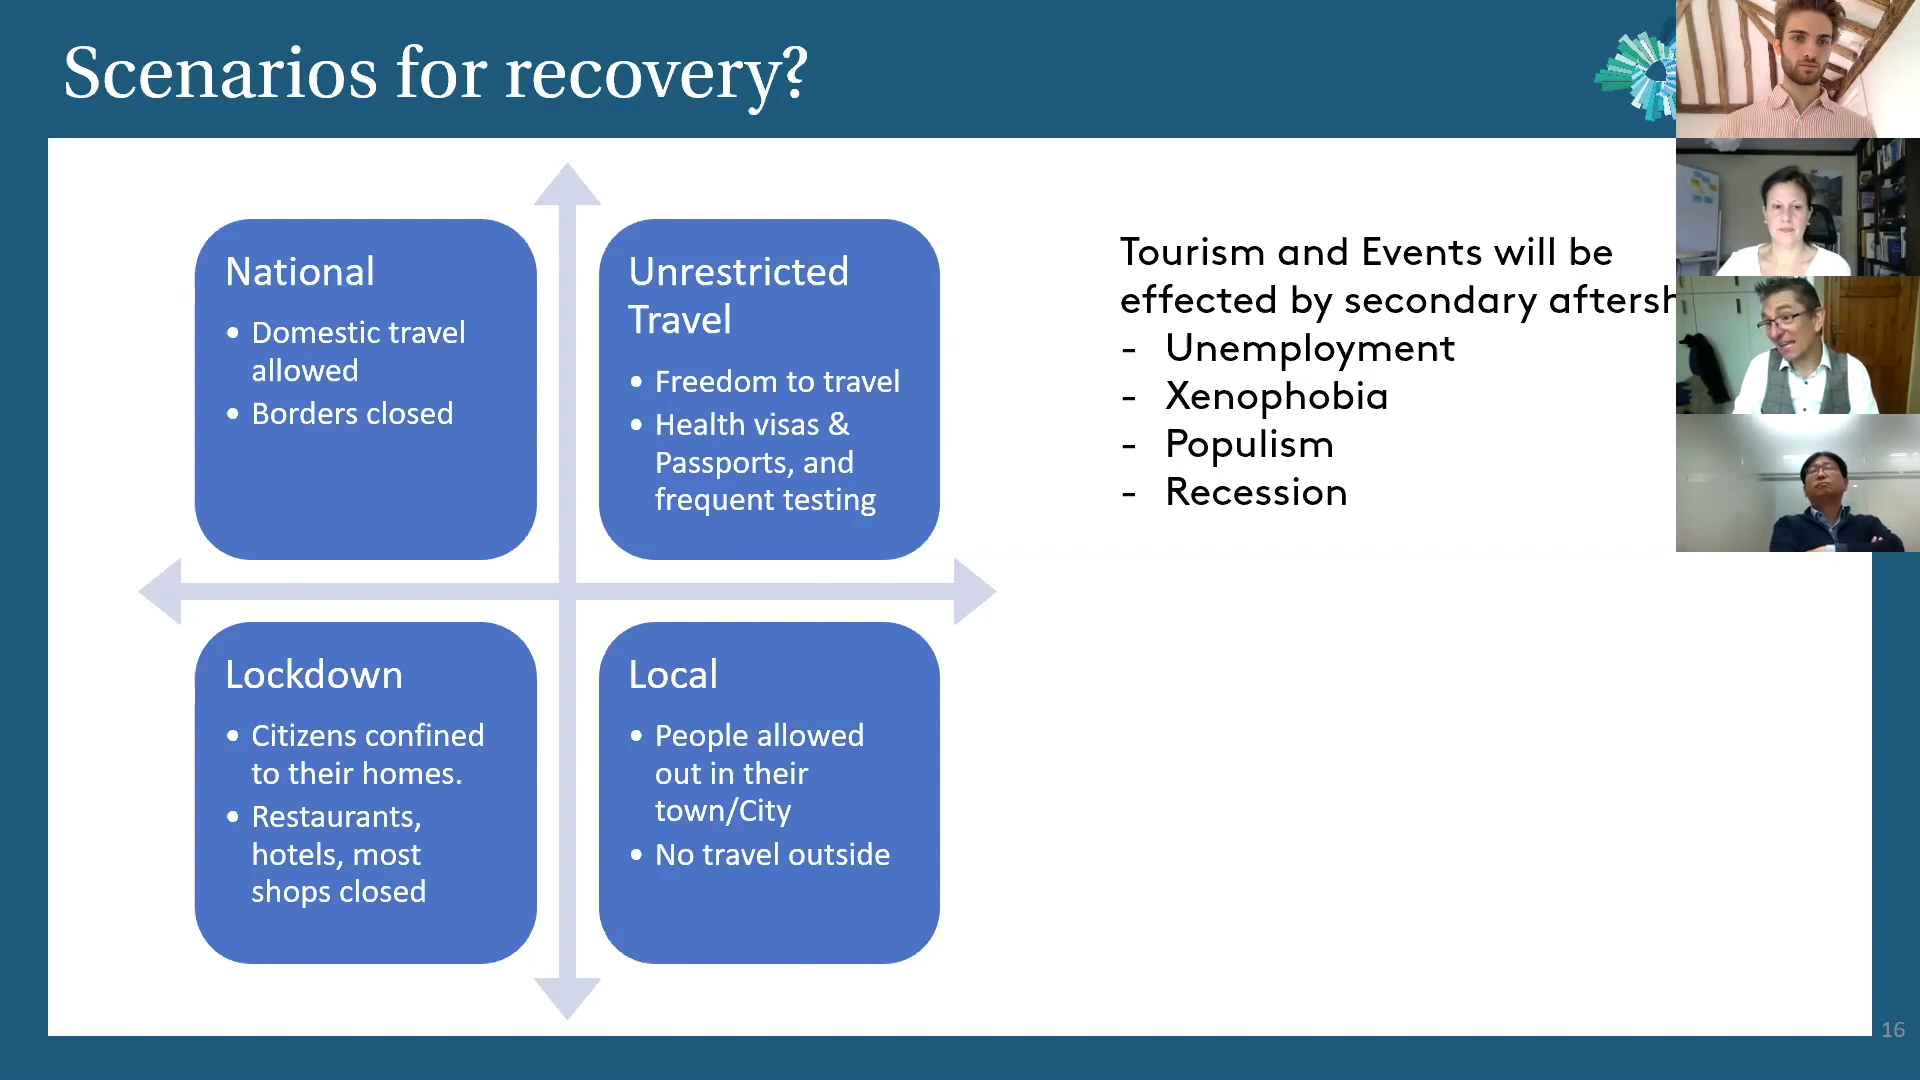 Scenarios for recovery?
National
• Domestic travel
allowed
• Borders closed
Unrestricted
Travel
• Freedom to travel
• Health visas &
Passports, and
frequent testing
Lockdown
• Citizens confined
to their homes.
• Restaurants,
hotels, most
shops closed
Local
• People allowed
out in their
town/City
• No travel outside
Tourism and Events will be
effected by secondary
- Unemployment
- Xenophobia
- Populism
- Recession
16